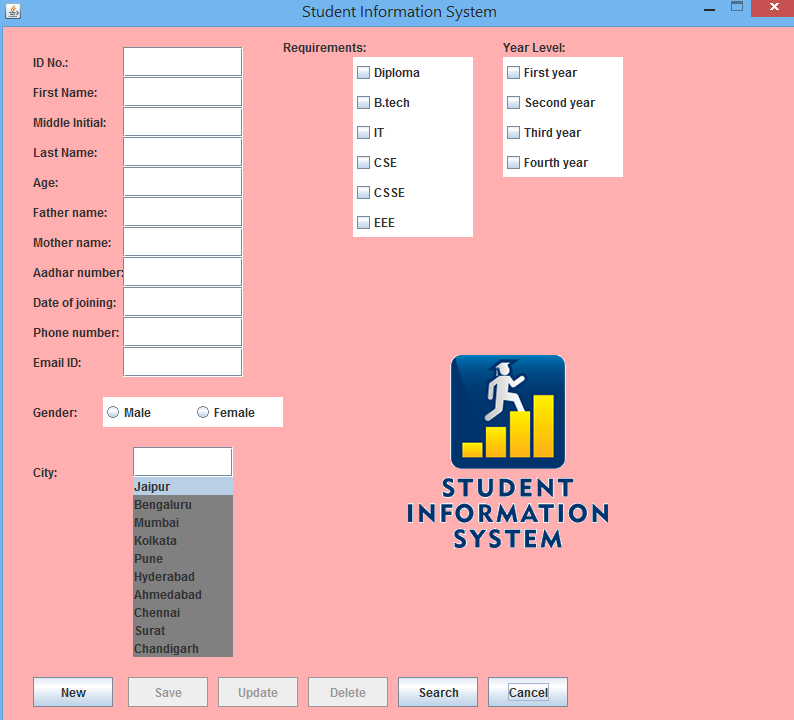 Student Information System
ID No.:
First Name:
Middle Initial:
Last Name:
Age:
Father name:
Mother name:
Aadhar number:
Date of joining:
Phone number:
Email ID:
Gender:
Male
Female
City:
Jaipur
Bengaluru
Mumbai
Kolkata
Pune
Hyderabad
Ahmedabad
Chennai
Surat
Chandigarh
Requirements:
Diploma
B.tech
IT
CSE
CSSE
EEE
Year Level:
First year
Second year
Third year
Fourth year
STUDENT
INFORMATION
SYSTEM
New
Save
Update
Delete
Search
Cancel